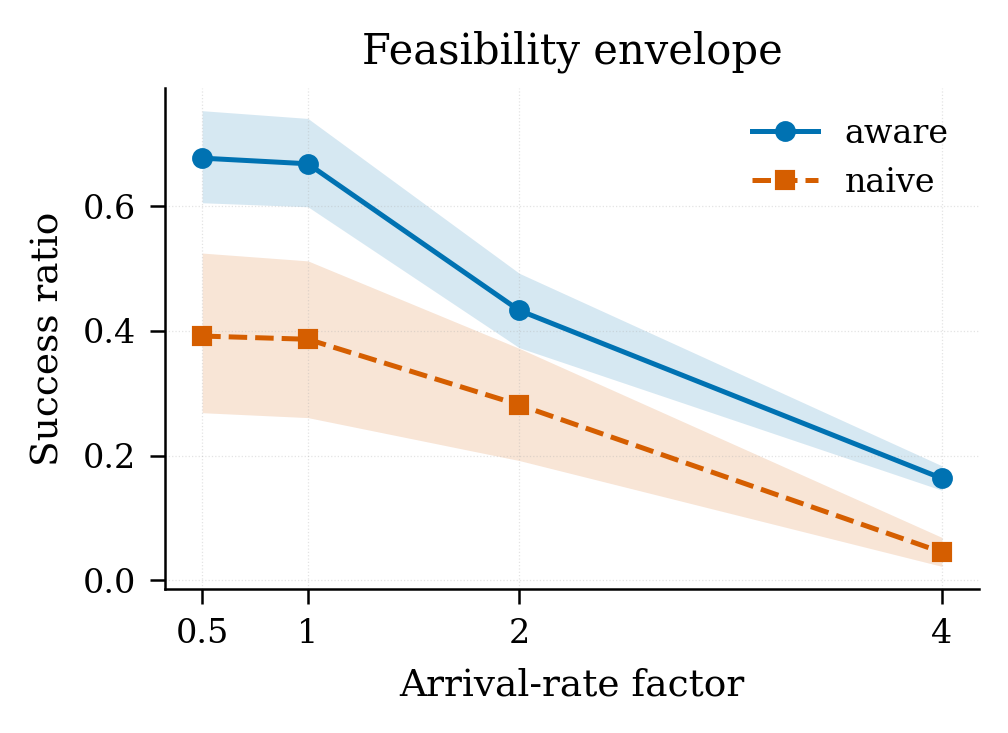 Feasibility envelope
aware
naive
Success ratio
0.6
0.4
0.2
0.0
0.5 1 2 4
Arrival-rate factor